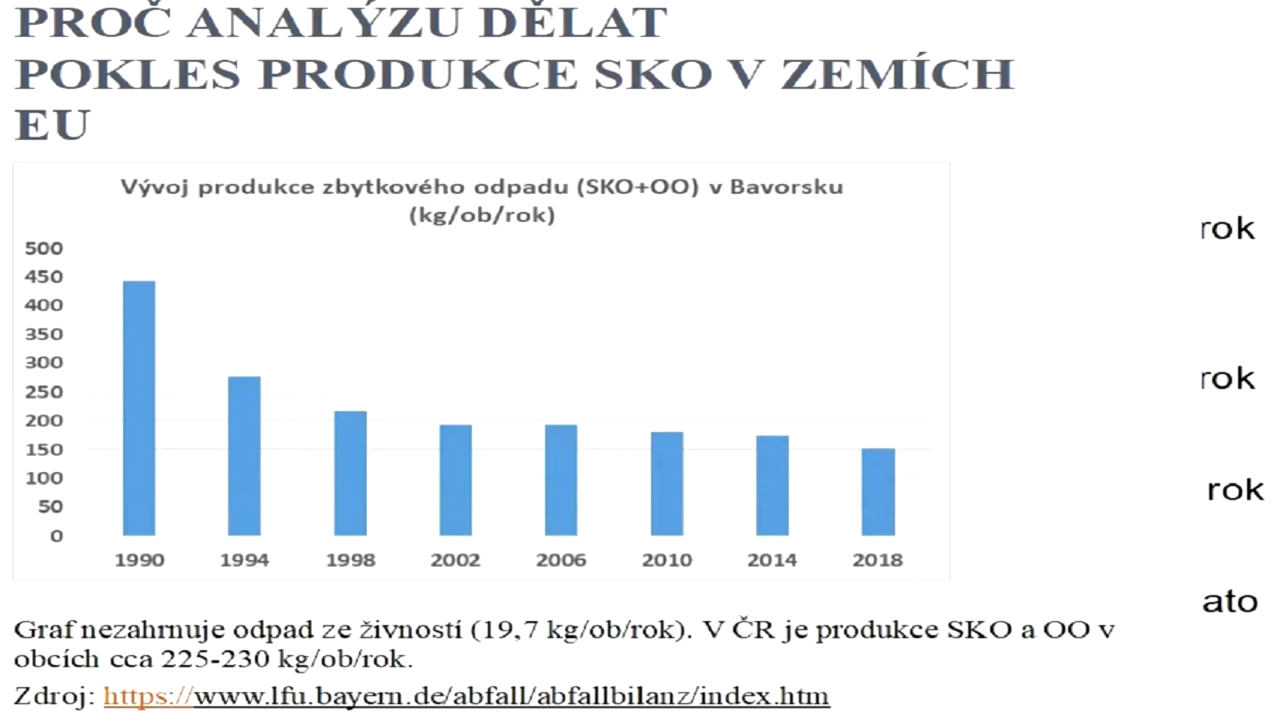 PROČ ANALÝZU DĚLAT
POKLES PRODUKCE SKO V ZEMÍCH
EU
Vývoj produkce zbytkového odpadu (SKO+OO) v Bavorsku
(kg/ob/rok)
500
450
400
350
300
250
200
150
100
50
0
1990 1994 1998 2002 2006 2010 2014 2018
rok
rok
rok
ato
Graf nezahrnuje odpad ze živností (19,7 kg/ob/rok). V ČR je produkce SKO a OO v
obcích cca 225-230 kg/ob/rok.
Zdroj: https://www.lfu.bayern.de/abfall/abfallbilanz/index.htm